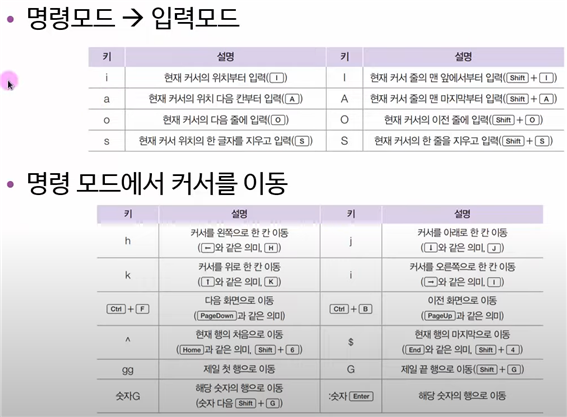 • 명령모드 → 입력모드
키 설명 키 설명
i 현재 커서의 위치부터 입력( I ) I 현재 커서 줄의 맨 앞에서부터 입력( Shift + I )
a 현재 커서의 위치 다음 칸부터 입력( A ) A 현재 커서 줄의 맨 마지막부터 입력( Shift + A )
o 현재 커서의 다음 줄에 입력( O ) O 현재 커서의 이전 줄에 입력( Shift + O )
s 현재 커서 위치의 한 글자를 지우고 입력( S ) S 현재 커서의 한 줄을 지우고 입력( Shift + S )
• 명령 모드에서 커서를 이동
키 설명 키 설명
h 커서를 왼쪽으로 한 칸 이동 j 커서를 아래로 한 칸 이동
( ← 와 같은 의미, H ) ( ↓ 와 같은 의미, J )
k 커서를 위로 한 칸 이동 i 커서를 오른쪽으로 한 칸 이동
( ↑ 와 같은 의미, K ) ( → 와 같은 의미, I )
Ctrl + F 다음 화면으로 이동 Ctrl + B 이전 화면으로 이동
( PageDown 과 같은 의미) ( PageUp 과 같은 의미)
^ 현재 행의 처음으로 이동 $ 현재 행의 마지막으로 이동
( Home 과 같은 의미, Shift + 6 ) ( End 와 같은 의미, Shift + 4 )
gg 제일 첫 행으로 이동 G 제일 끝 행으로 이동( Shift + G )
숫자G 해당 숫자의 행으로 이동 :숫자 Enter 해당 숫자의 행으로 이동
(숫자 다음 Shift + G )